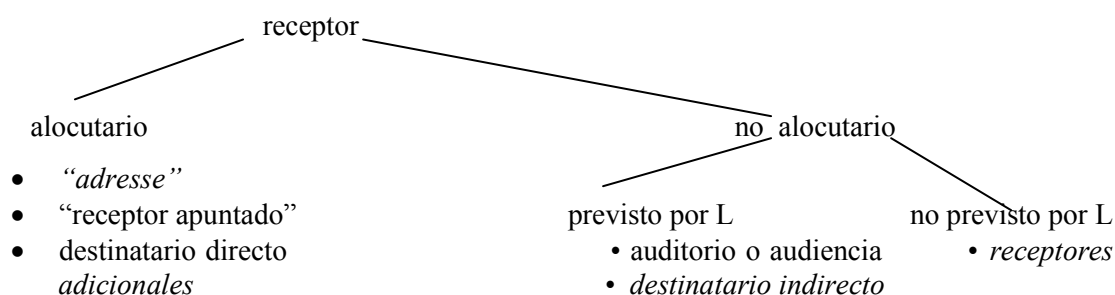 receptor
alocutario no alocutario
• “adresse”
• “receptor apuntado” previsto por L no previsto por L
• destinatario directo • auditorio o audiencia • receptores
adicionales • destinatario indirecto